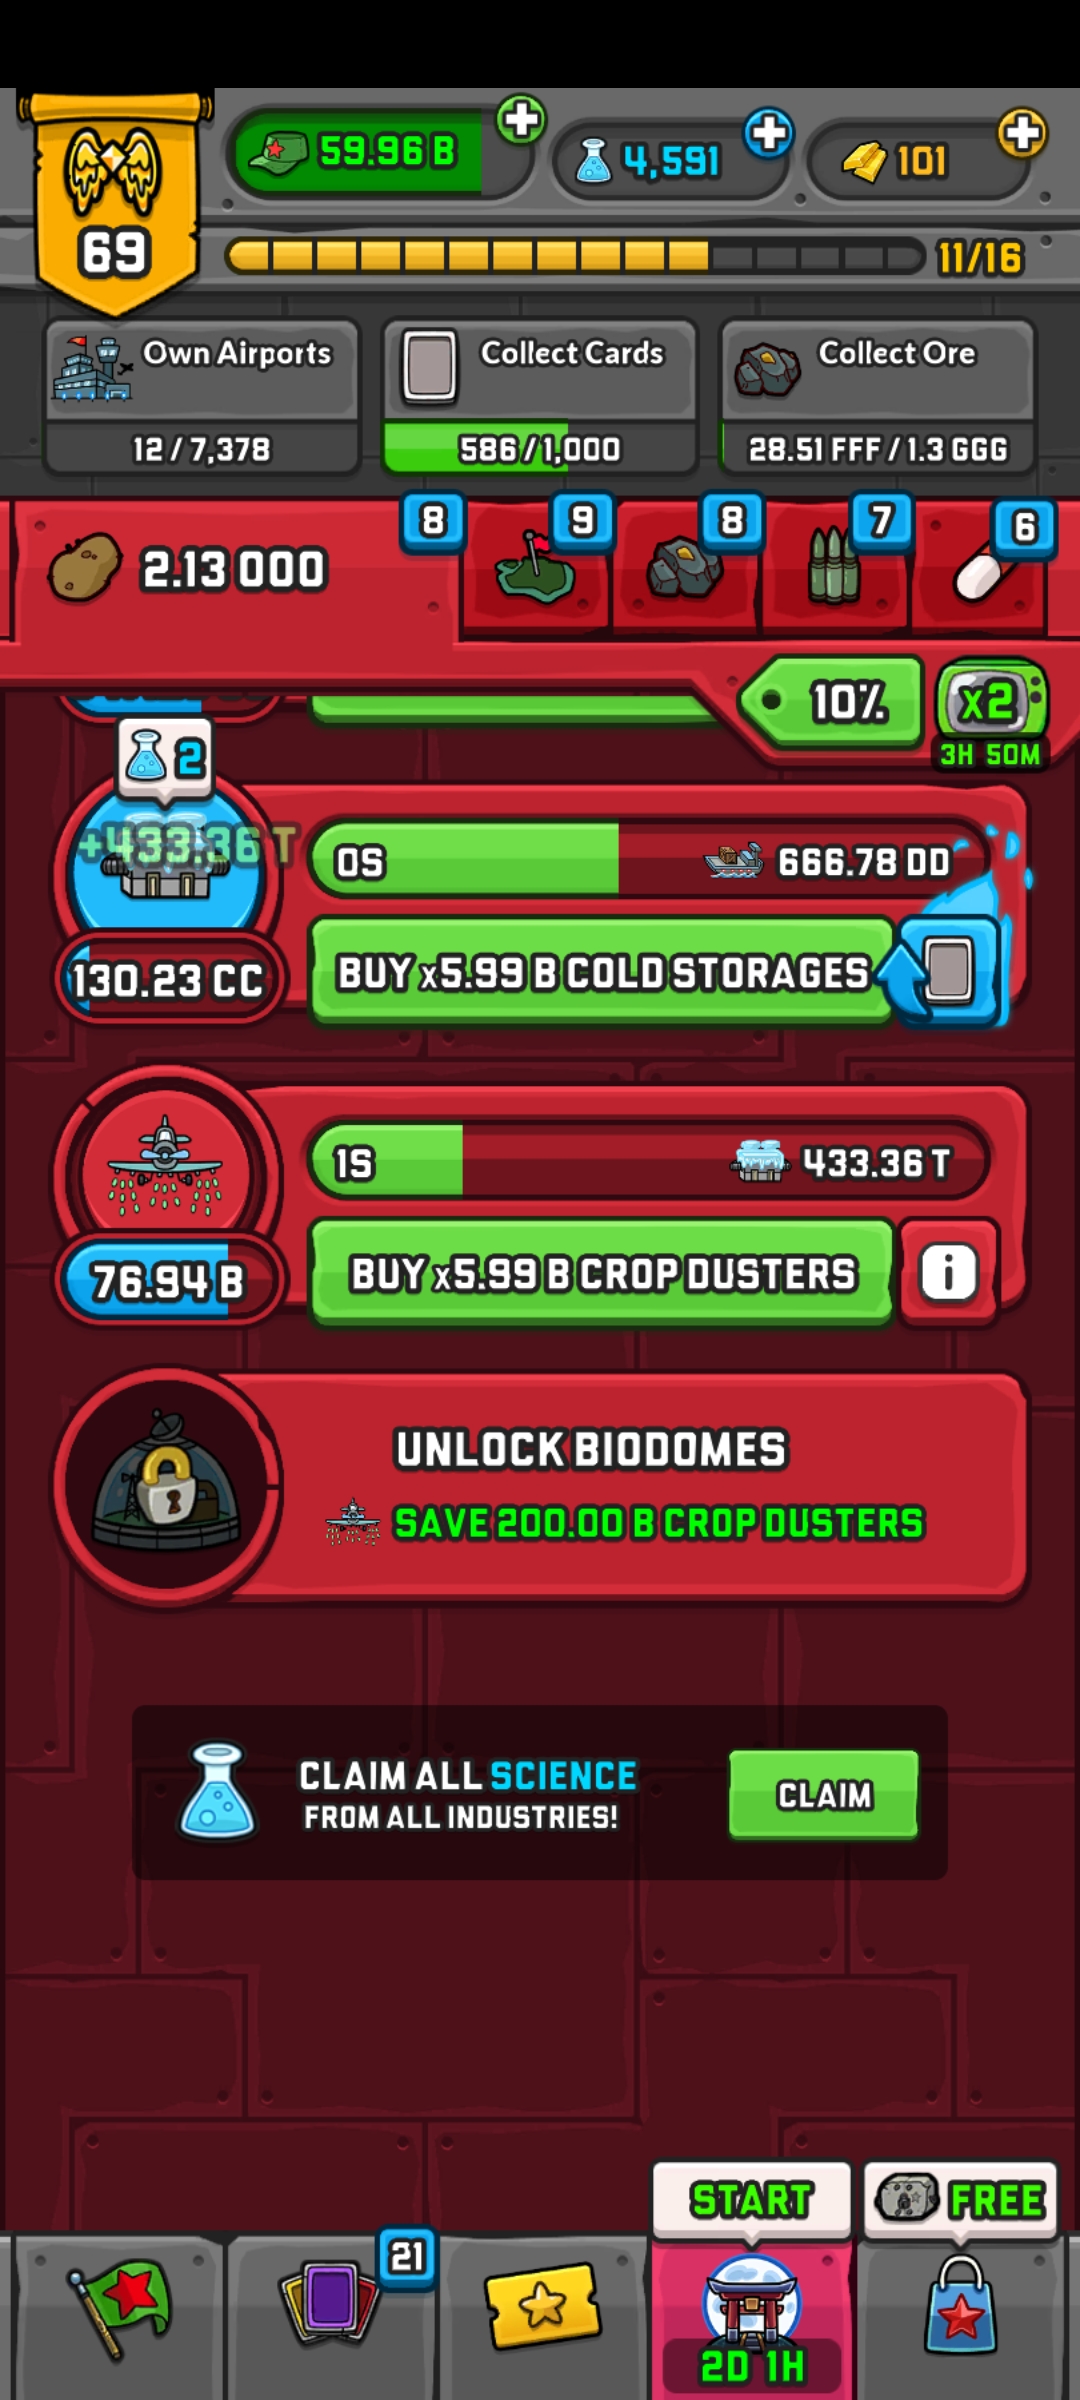 59.96 B
4,591
101
69
11/16
Own Airports
12 / 7,378
Collect Cards
586 / 1,000
Collect Ore
28.51 FFF / 1.3 GGG
2.13 000
8
9
8
7
6
10%
x2
3H 50M
2
+433.36 T
0S
666.78 DD
130.23 CC
BUY x5.99 B COLD STORAGES
1S
433.36 T
76.94 B
BUY x5.99 B CROP DUSTERS
i
UNLOCK BIODOMES
SAVE 200.00 B CROP DUSTERS
CLAIM ALL SCIENCE
FROM ALL INDUSTRIES!
CLAIM
START
FREE
21
2D 1H